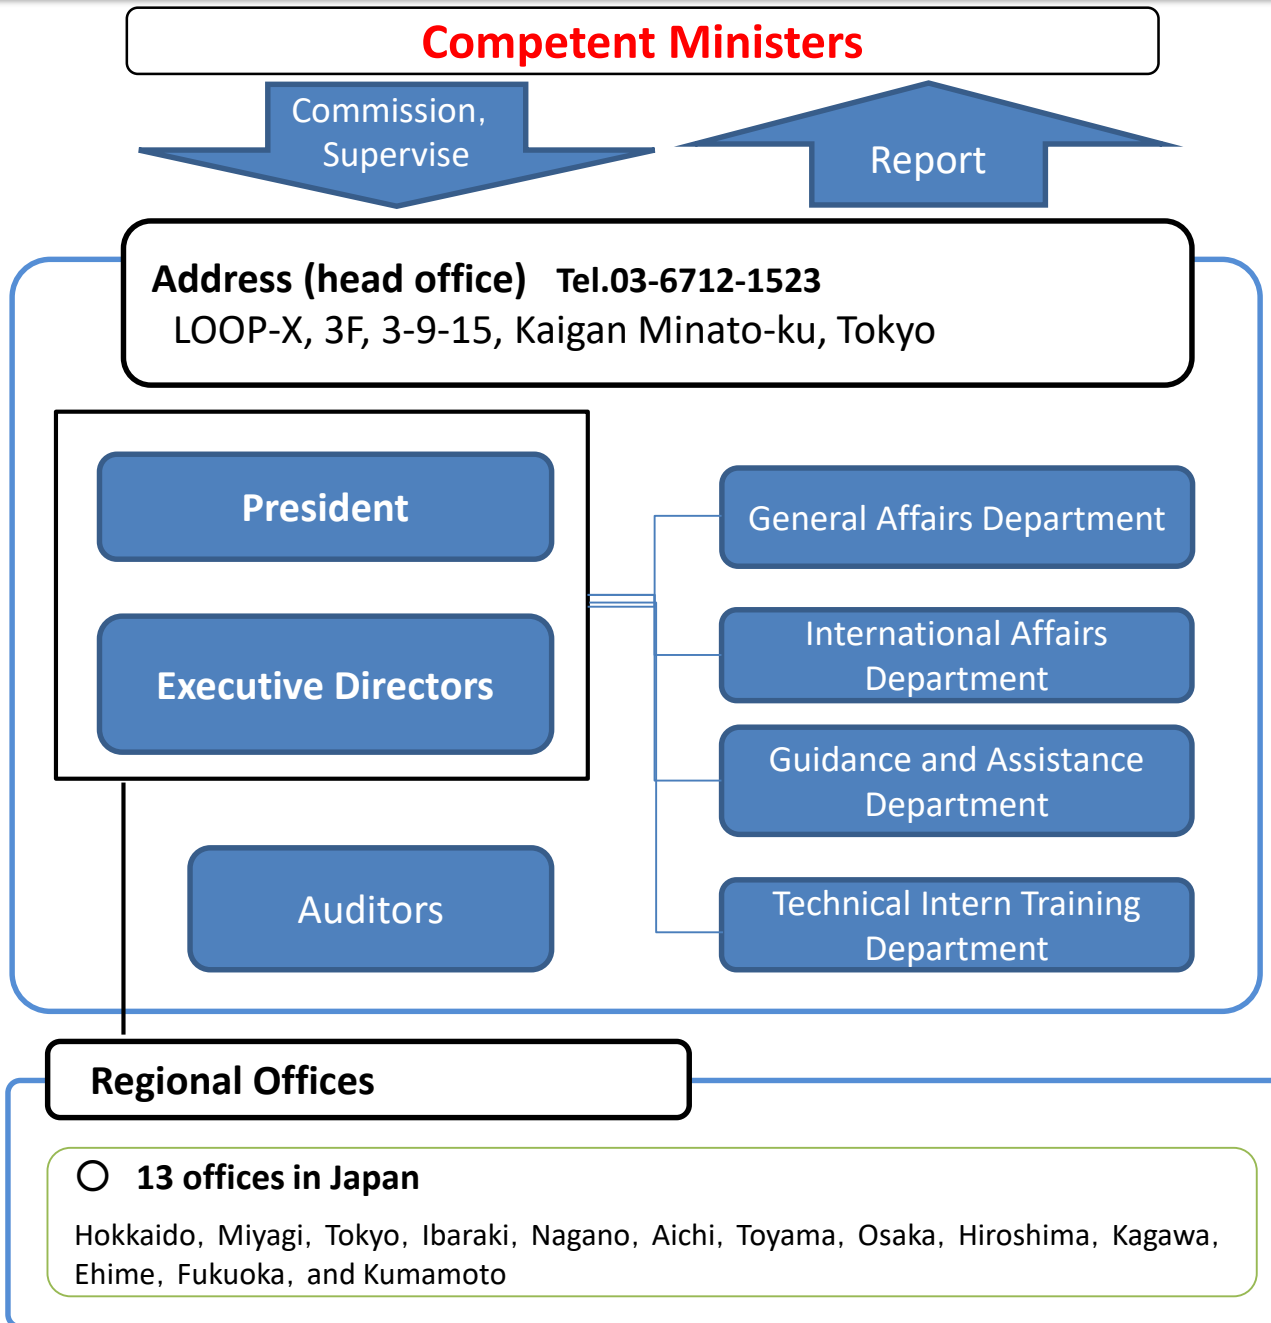 Competent Ministers
Commission,
Supervise
Report
Address (head office) Tel.03-6712-1523
LOOP-X, 3F, 3-9-15, Kaigan Minato-ku, Tokyo
President
Executive Directors
Auditors
General Affairs Department
International Affairs
Department
Guidance and Assistance
Department
Technical Intern Training
Department
Regional Offices
○ 13 offices in Japan
Hokkaido, Miyagi, Tokyo, Ibaraki, Nagano, Aichi, Toyama, Osaka, Hiroshima, Kagawa,
Ehime, Fukuoka, and Kumamoto